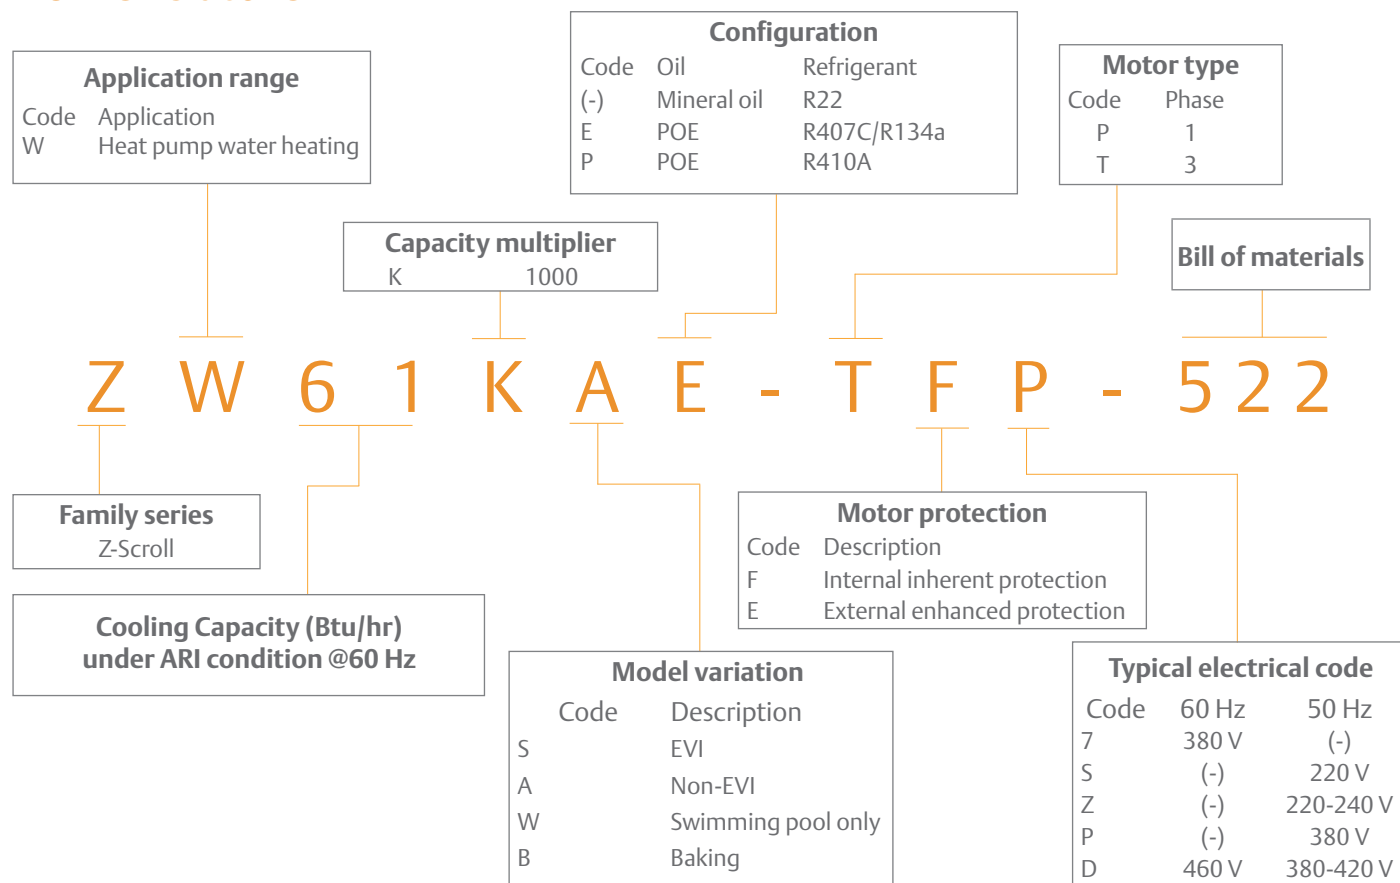 Configuration
Code Oil Refrigerant
(-) Mineral oil R22
E POE R407C/R134a
P POE R410A
Application range
Code Application
W Heat pump water heating
Motor type
Code Phase
P 1
T 3
Capacity multiplier
K 1000
Bill of materials
Z W 6 1 K A E - T F P - 5 2 2
Family series
Z-Scroll
Motor protection
Code Description
F Internal inherent protection
E External enhanced protection
Cooling Capacity (Btu/hr)
under ARI condition @60 Hz
Model variation
Code Description
S EVI
A Non-EVI
W Swimming pool only
B Baking
Typical electrical code
Code 60 Hz 50 Hz
7 380 V (-)
S (-) 220 V
Z (-) 220-240 V
P (-) 380 V
D 460 V 380-420 V